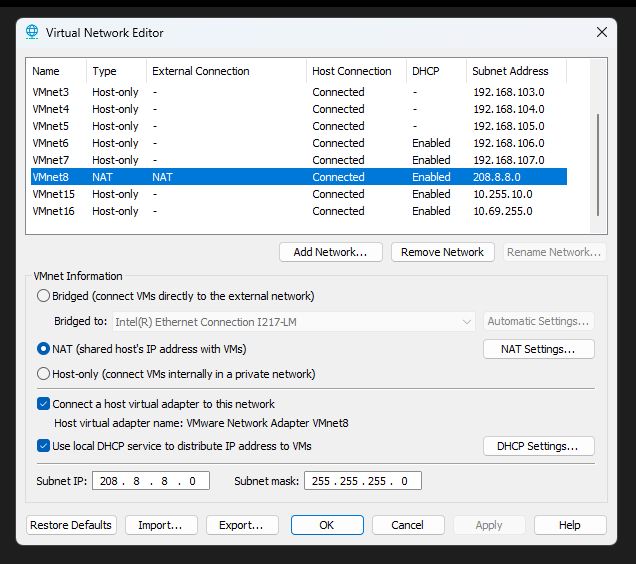 Virtual Network Editor
Name Type External Connection Host Connection DHCP Subnet Address
VMnet3 Host-only - Connected - 192.168.103.0
VMnet4 Host-only - Connected - 192.168.104.0
VMnet5 Host-only - Connected - 192.168.105.0
VMnet6 Host-only - Connected Enabled 192.168.106.0
VMnet7 Host-only - Connected Enabled 192.168.107.0
VMnet8 NAT NAT Connected Enabled 208.8.8.0
VMnet15 Host-only - Connected Enabled 10.255.10.0
VMnet16 Host-only - Connected Enabled 10.69.255.0
Add Network... Remove Network Rename Network...
VMnet Information
Bridged (connect VMs directly to the external network)
Bridged to: Intel(R) Ethernet Connection I217-LM Automatic Settings...
NAT (shared host's IP address with VMs) NAT Settings...
Host-only (connect VMs internally in a private network)
Connect a host virtual adapter to this network
Host virtual adapter name: VMware Network Adapter VMnet8
Use local DHCP service to distribute IP address to VMs DHCP Settings...
Subnet IP: 208 . 8 . 8 . 0 Subnet mask: 255 . 255 . 255 . 0
Restore Defaults Import... Export... OK Cancel Apply Help